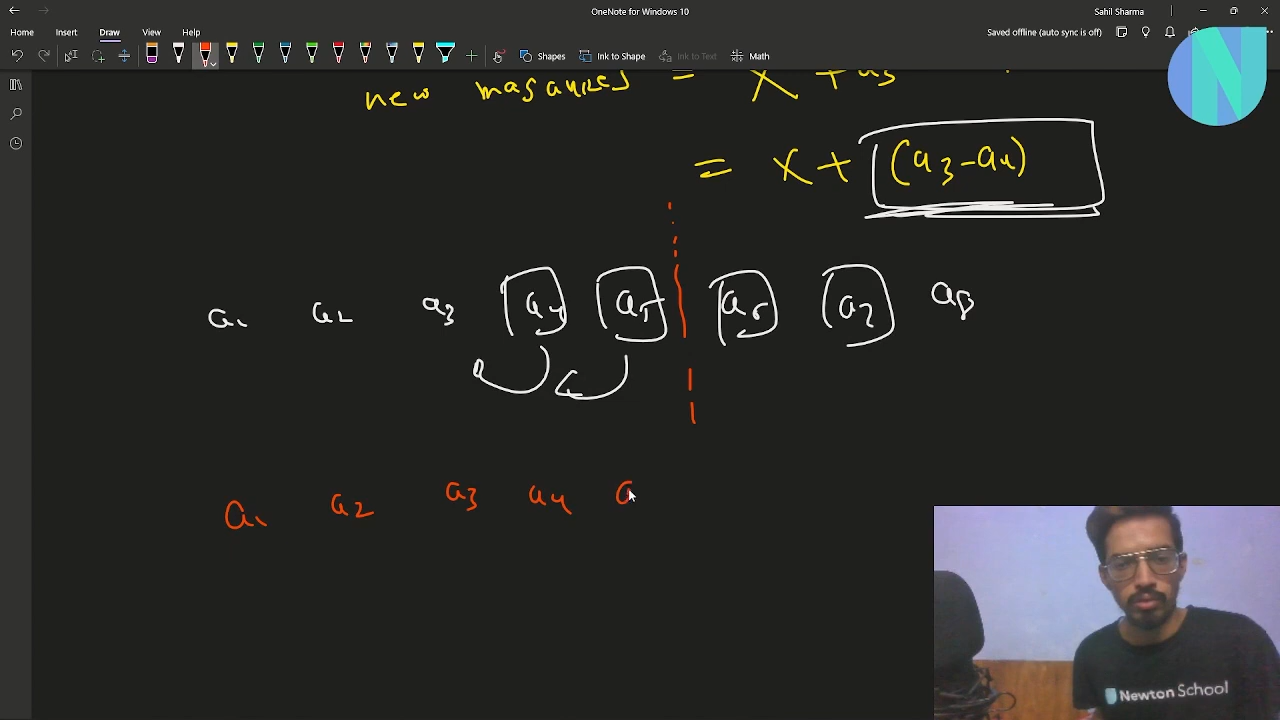 OneNote for Windows 10
Sahil Sharma
Home Insert Draw View Help
Saved offline (auto sync is off)
Shapes Ink to Shape Ink to Text Math
new = X + a3
= X + (a3 - a4)
a1 a2 a3 a4 a5 a6 a7 a8
a1 a2 a3 a4 a
Newton School